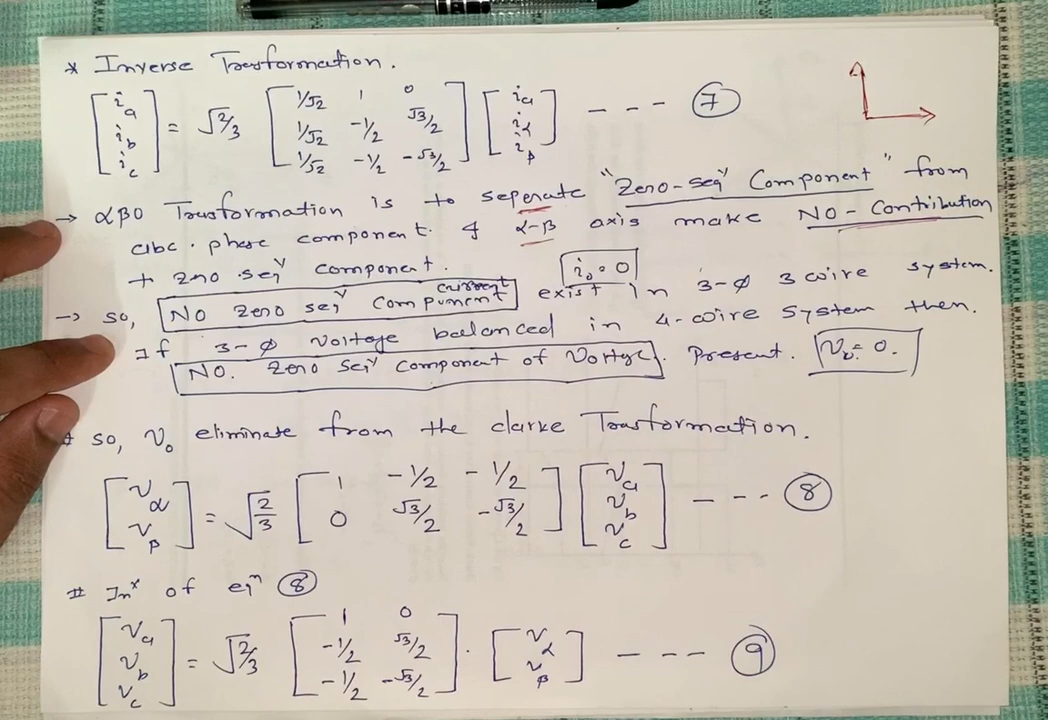 * Inverse Trasformation.
[ia ib ic] = √2/3 [1/√2 1 0 1/√2 -1/2 √3/2 1/√2 -1/2 -√3/2] [ia iα iβ] --- (7)
→ αβ0 Trasformation is to seperate "Zero-seqy Component" from
abc. phase component. & α-β axis make NO-Contribution
+ zno seqy component. i0 = 0
→ so, No zero seqy current Component exist in 3-Ø 3 wire system.
If 3-Ø voltage balanced in 4-wire system then.
NO. Zeno Seqy Component of Voltage. Present. V0 = 0.
* so, V0 eliminate from the clarke Trasformation.
[Vα Vβ] = √2/3 [1 -1/2 -1/2 0 √3/2 -√3/2] [Va Vb Vc] --- (8)
# Inx of eqn (8)
[Va Vb Vc] = √2/3 [1 0 -1/2 √3/2 -1/2 -√3/2] . [Vα Vβ] --- (9)